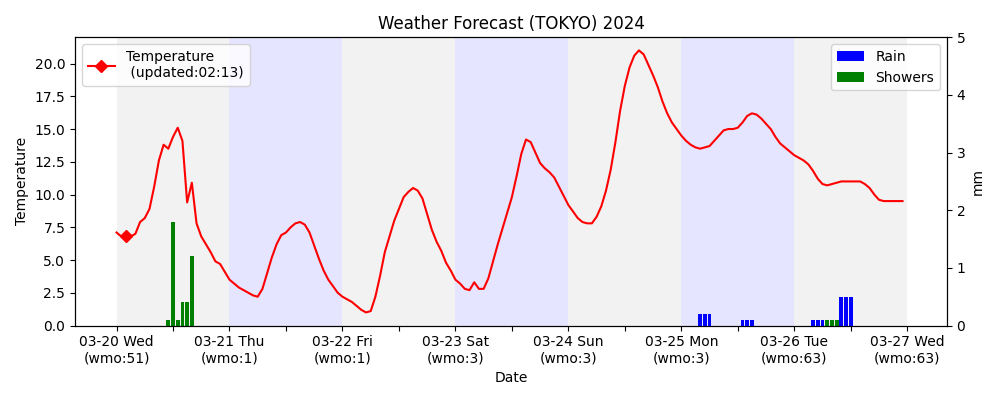 Weather Forecast (TOKYO) 2024
Temperature
(updated:02:13)
Rain
Showers
Temperature
20.0
17.5
15.0
12.5
10.0
7.5
5.0
2.5
0.0
5
4
3
2
1
0
mm
03-20 Wed
(wmo:51)
03-21 Thu
(wmo:1)
03-22 Fri
(wmo:1)
03-23 Sat
(wmo:3)
03-24 Sun
(wmo:3)
03-25 Mon
(wmo:3)
03-26 Tue
(wmo:63)
03-27 Wed
(wmo:63)
Date